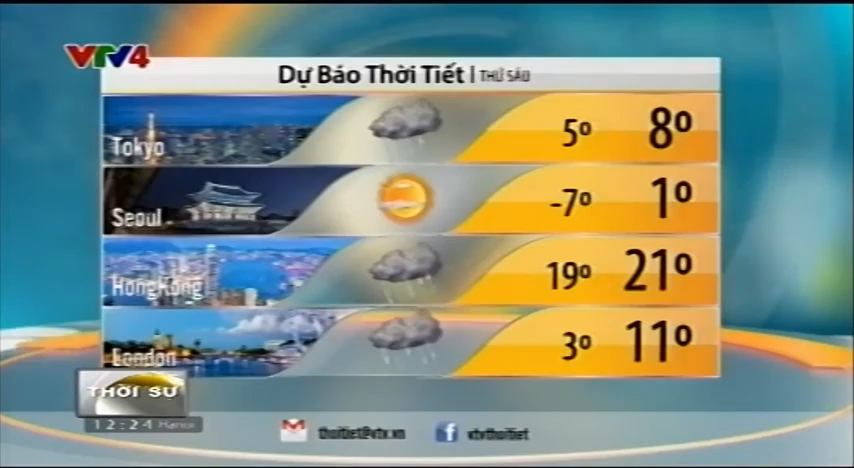 VTV4
Dự Báo Thời Tiết | THỨ SÁU
Tokyo 5º 8º
Seoul -7º 1º
HongKong 19º 21º
London 3º 11º
THỜI SỰ
12:24 Hanoi
thoitiet@vtv.vn vtvthoitiet